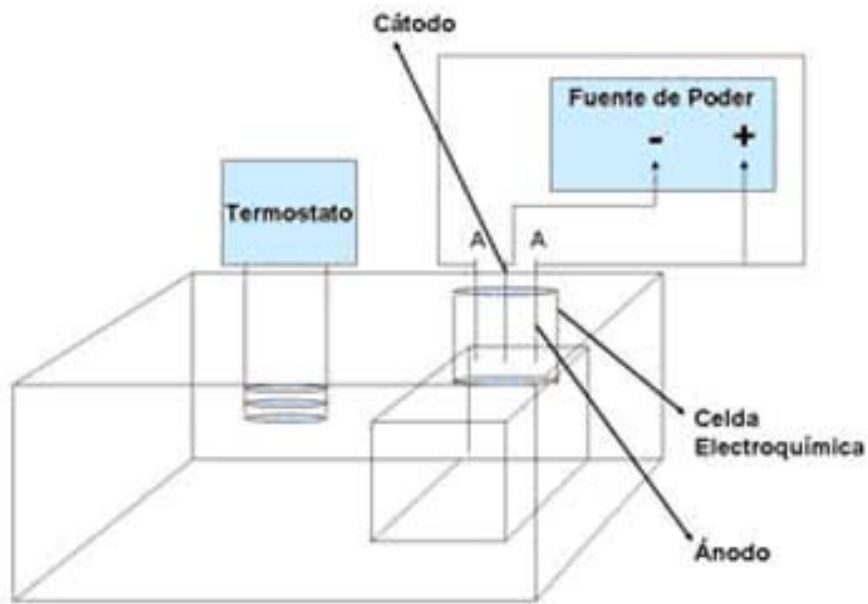 Cátodo
Fuente de Poder
- +
Termostato
A A
Celda
Electroquímica
Ánodo